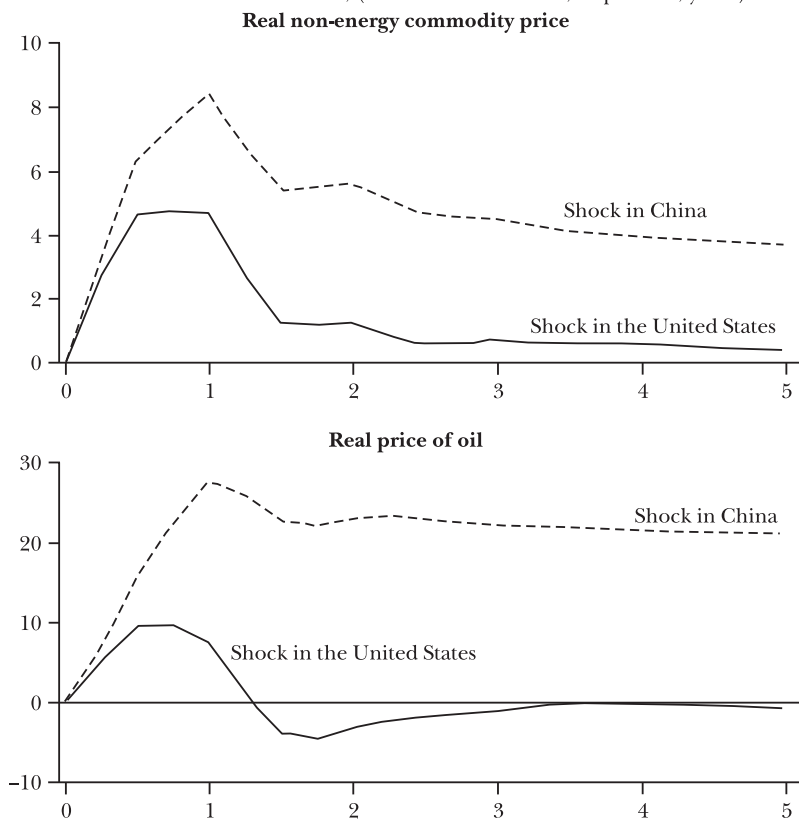 Real non-energy commodity price
10
8
6
4
2
0
Shock in China
Shock in the United States
0 1 2 3 4 5
Real price of oil
30
20
10
0
–10
Shock in China
Shock in the United States
0 1 2 3 4 5